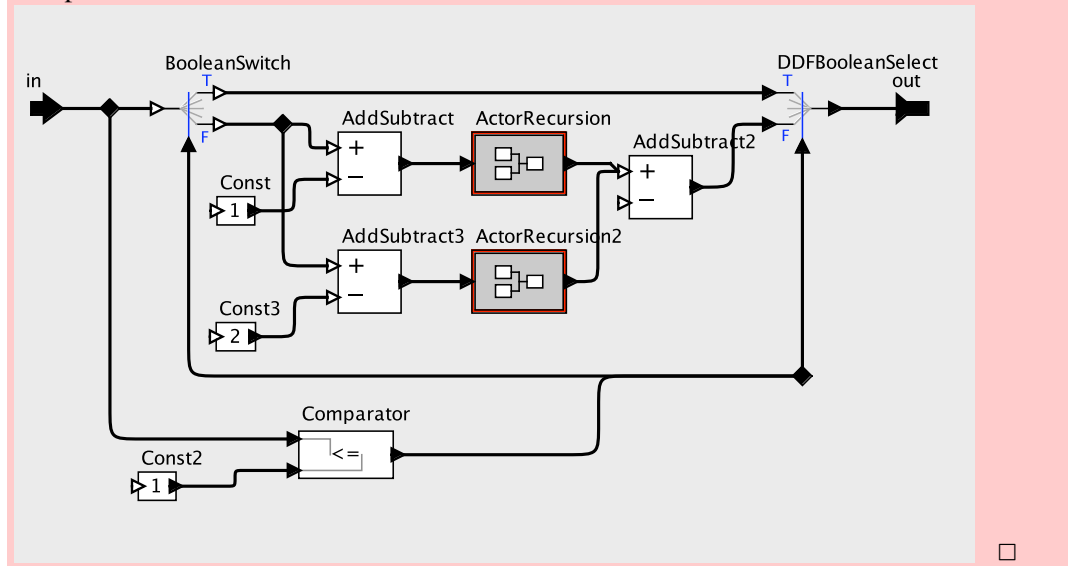 BooleanSwitch
DDFBooleanSelect
in
T
T
out
F
F
AddSubtract
ActorRecursion
AddSubtract2
+
−
Const
1
+
−
AddSubtract3
ActorRecursion2
+
−
Const3
2
Comparator
<=
Const2
1